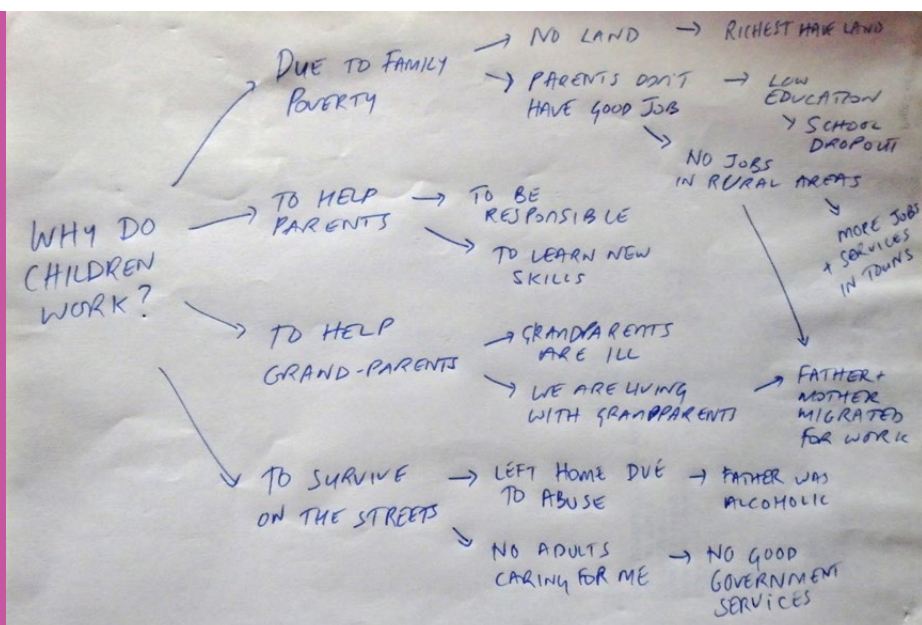 WHY DO
CHILDREN
WORK?
DUE TO FAMILY
POVERTY
NO LAND
RICHEST HAVE LAND
PARENTS DON'T
HAVE GOOD JOB
LOW
EDUCATION
SCHOOL
DROPOUT
NO JOBS
IN RURAL AREAS
MORE JOBS
+ SERVICES
IN TOWNS
TO HELP
PARENTS
TO BE
RESPONSIBLE
TO LEARN NEW
SKILLS
TO HELP
GRAND-PARENTS
GRANDPARENTS
ARE ILL
WE ARE LIVING
WITH GRANDPARENTS
FATHER +
MOTHER
MIGRATED
FOR WORK
TO SURVIVE
ON THE STREETS
LEFT HOME DUE
TO ABUSE
FATHER WAS
ALCOHOLIC
NO ADULTS
CARING FOR ME
NO GOOD
GOVERNMENT
SERVICES